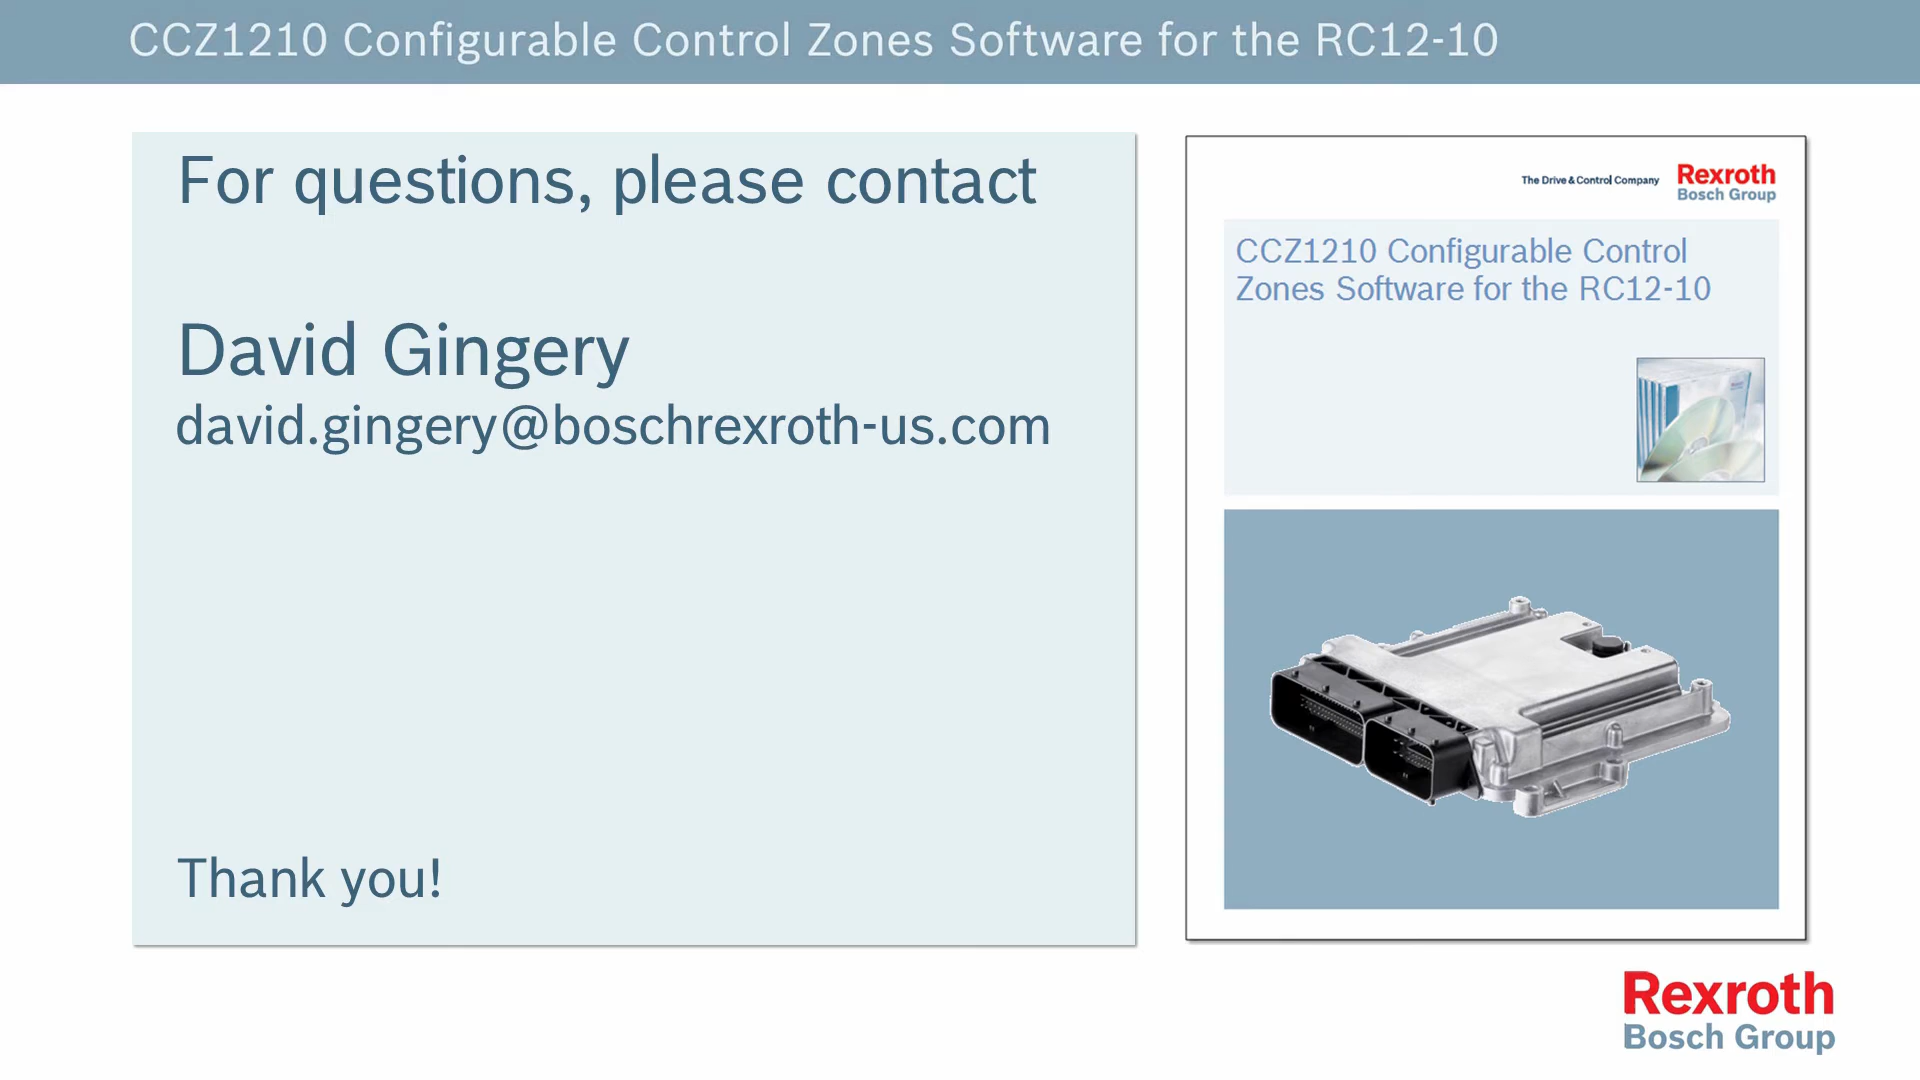 CCZ1210 Configurable Control Zones Software for the RC12-10
For questions, please contact
David Gingery
david.gingery@boschrexroth-us.com
Thank you!
The Drive & Control Company
Rexroth
Bosch Group
CCZ1210 Configurable Control
Zones Software for the RC12-10
Rexroth
Bosch Group